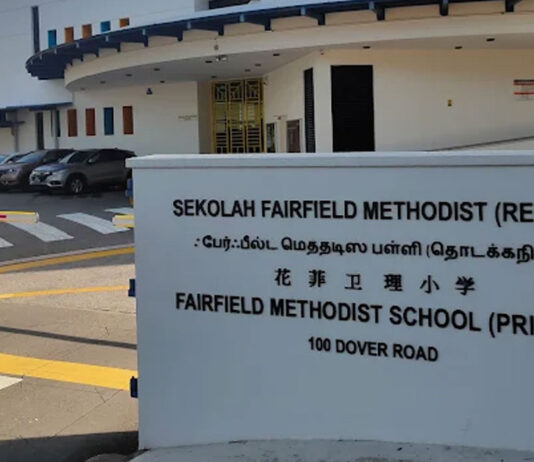 SEKOLAH FAIRFIELD METHODIST (RE
ஃபேர்ஃபீல்ட மெததடிஸ பள்ளி (தொடக்கநி
花菲卫理小学
FAIRFIELD METHODIST SCHOOL (PRI
100 DOVER ROAD